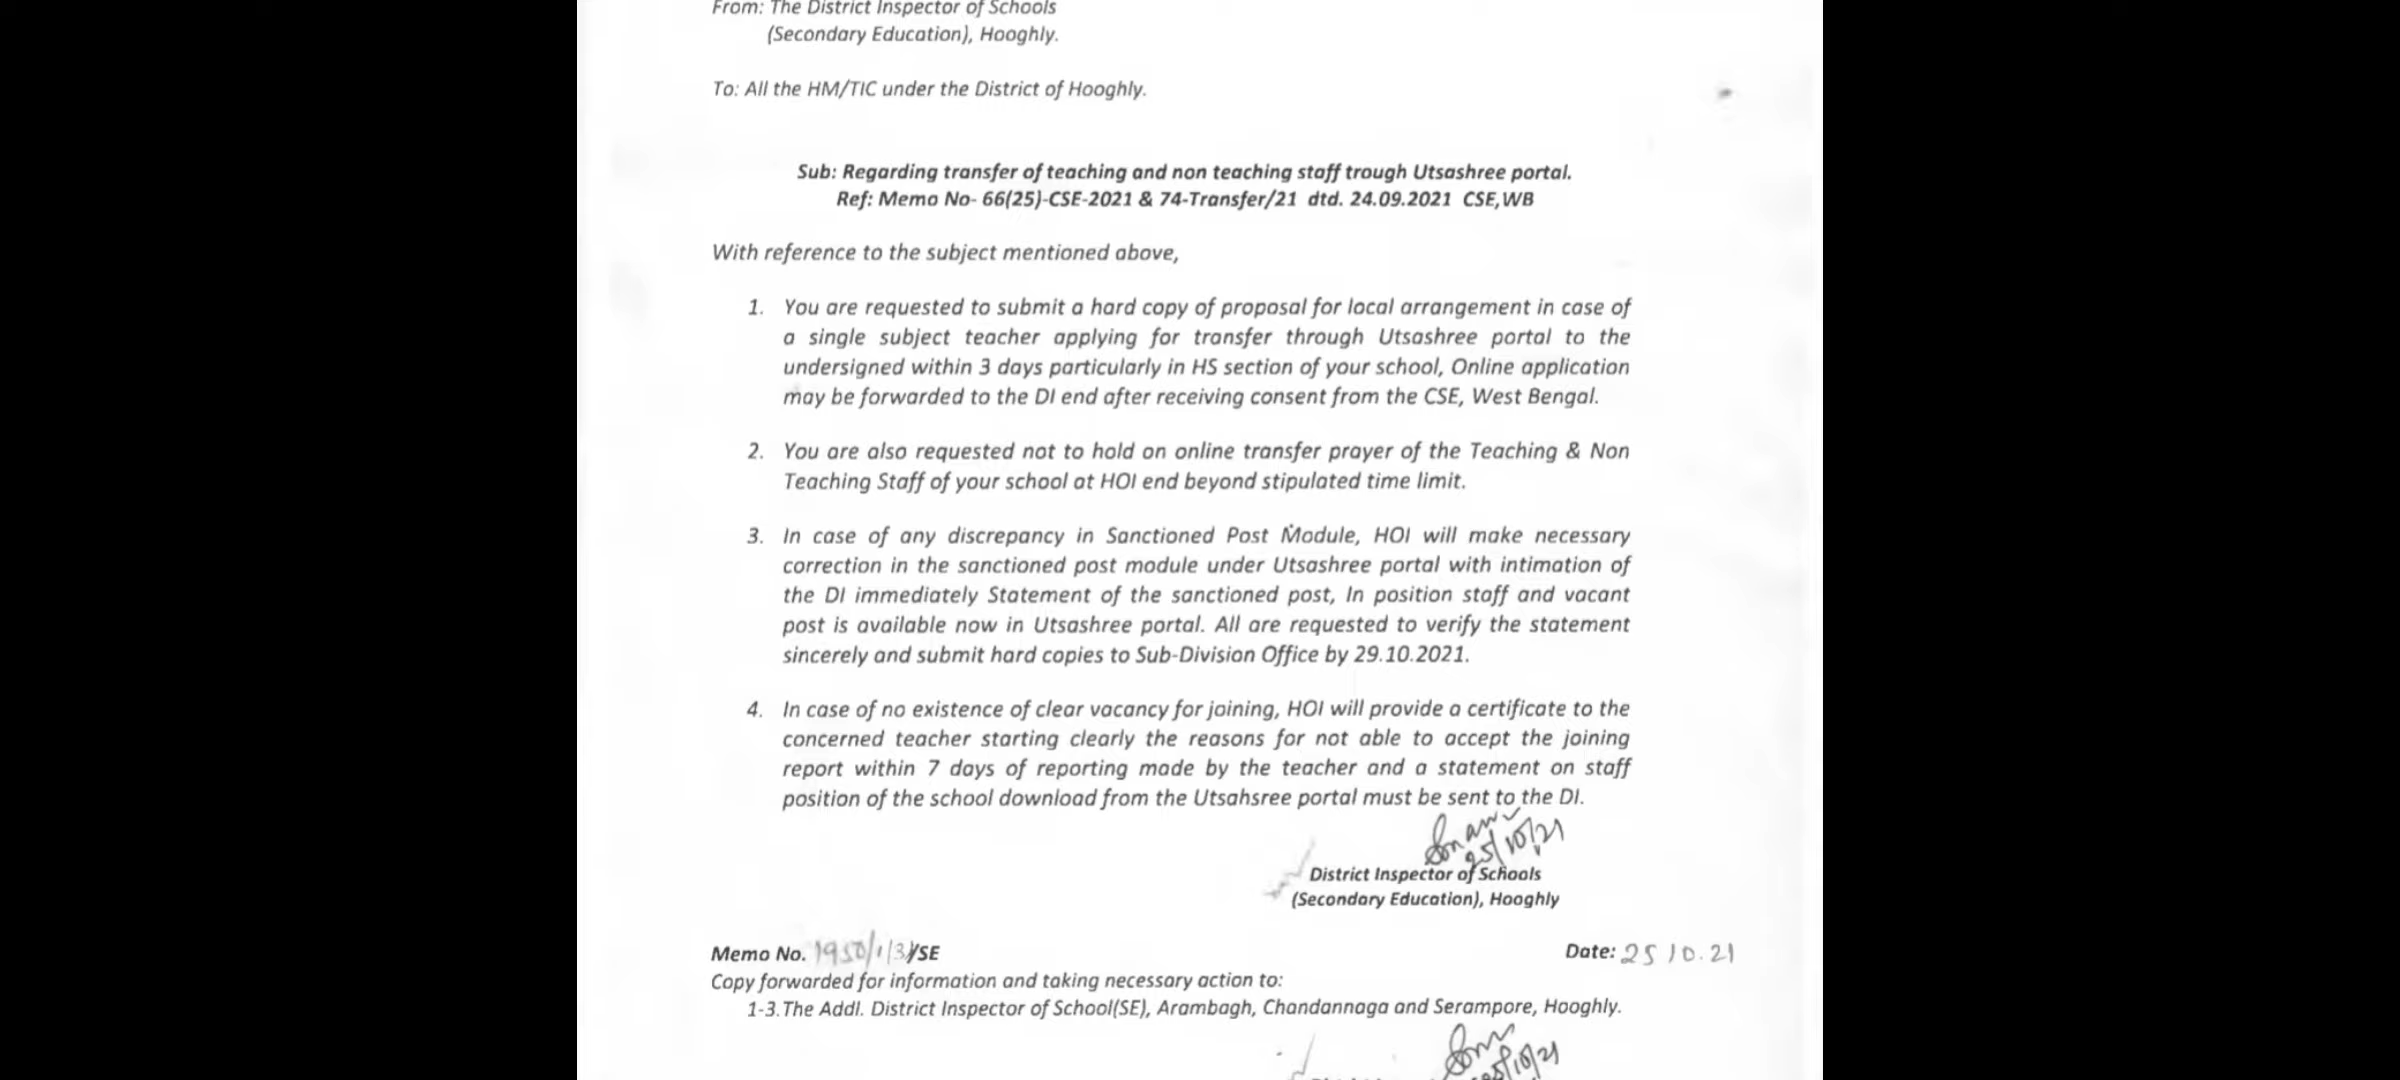 From: The District Inspector of Schools
(Secondary Education), Hooghly.
To: All the HM/TIC under the District of Hooghly.
Sub: Regarding transfer of teaching and non teaching staff trough Utsashree portal.
Ref: Memo No- 66(25)-CSE-2021 & 74-Transfer/21 dtd. 24.09.2021 CSE,WB
With reference to the subject mentioned above,
1. You are requested to submit a hard copy of proposal for local arrangement in case of
a single subject teacher applying for transfer through Utsashree portal to the
undersigned within 3 days particularly in HS section of your school, Online application
may be forwarded to the DI end after receiving consent from the CSE, West Bengal.
2. You are also requested not to hold on online transfer prayer of the Teaching & Non
Teaching Staff of your school at HOI end beyond stipulated time limit.
3. In case of any discrepancy in Sanctioned Post Module, HOI will make necessary
correction in the sanctioned post module under Utsashree portal with intimation of
the DI immediately Statement of the sanctioned post, In position staff and vacant
post is available now in Utsashree portal. All are requested to verify the statement
sincerely and submit hard copies to Sub-Division Office by 29.10.2021.
4. In case of no existence of clear vacancy for joining, HOI will provide a certificate to the
concerned teacher starting clearly the reasons for not able to accept the joining
report within 7 days of reporting made by the teacher and a statement on staff
position of the school download from the Utsahsree portal must be sent to the DI.
25/10/21
District Inspector of Schools
(Secondary Education), Hooghly
Memo No. 1950/1(3)/SE Date: 25 10.21
Copy forwarded for information and taking necessary action to:
1-3.The Addl. District Inspector of School(SE), Arambagh, Chandannaga and Serampore, Hooghly.
25/10/21